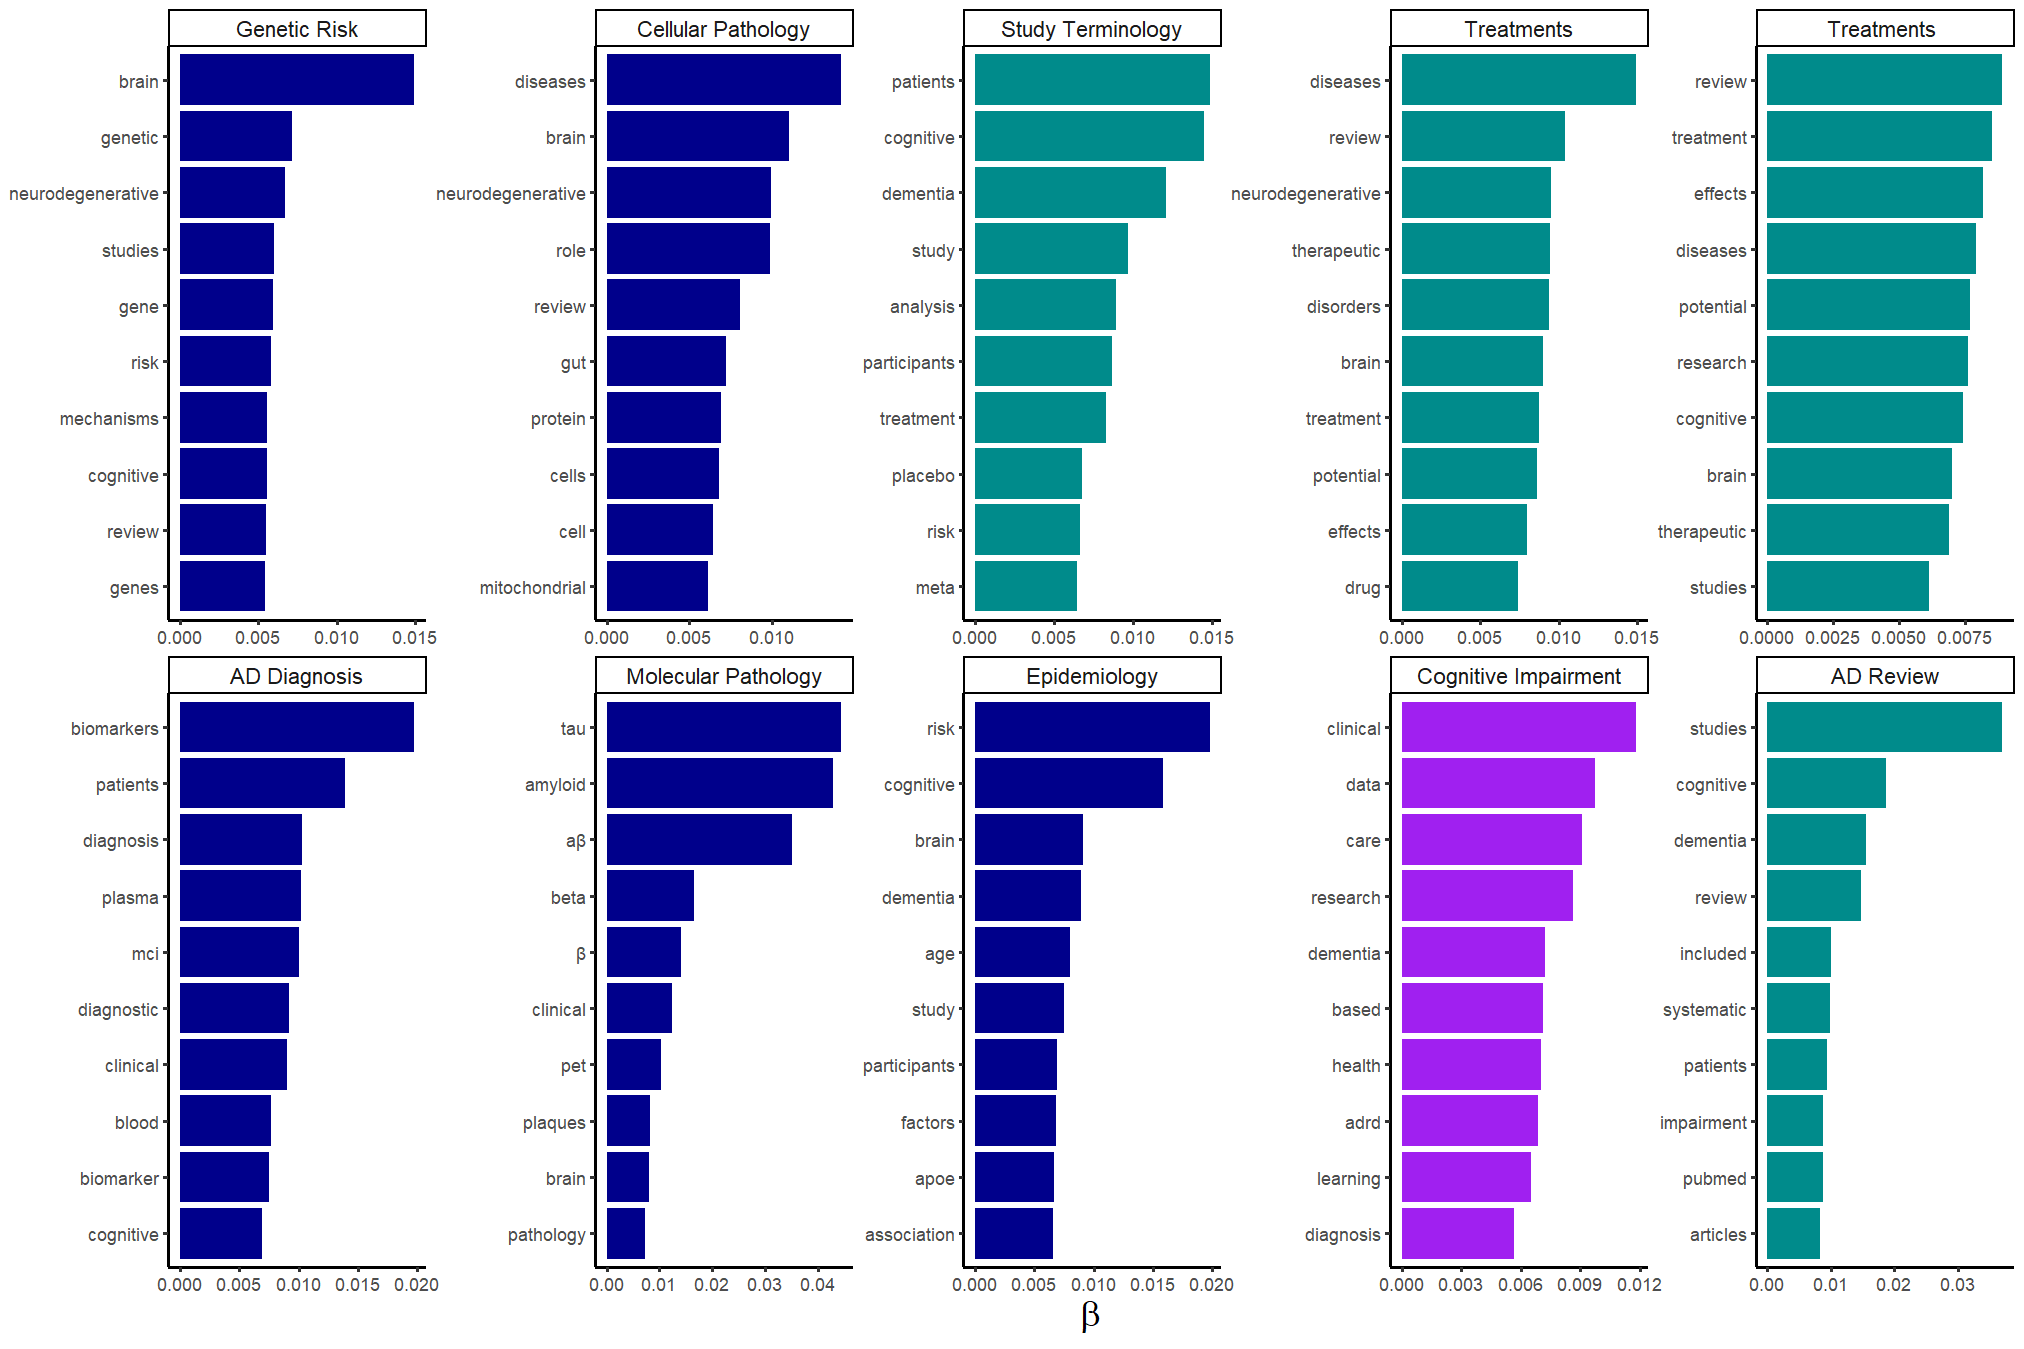 Genetic Risk
brain
genetic
neurodegenerative
studies
gene
risk
mechanisms
cognitive
review
genes
0.000 0.005 0.010 0.015
Cellular Pathology
diseases
brain
neurodegenerative
role
review
gut
protein
cells
cell
mitochondrial
0.000 0.005 0.010
Study Terminology
patients
cognitive
dementia
study
analysis
participants
treatment
placebo
risk
meta
0.000 0.005 0.010 0.015
Treatments
diseases
review
neurodegenerative
therapeutic
disorders
brain
treatment
potential
effects
drug
0.000 0.005 0.010 0.015
Treatments
review
treatment
effects
diseases
potential
research
cognitive
brain
therapeutic
studies
0.0000 0.0025 0.0050 0.0075
AD Diagnosis
biomarkers
patients
diagnosis
plasma
mci
diagnostic
clinical
blood
biomarker
cognitive
0.000 0.005 0.010 0.015 0.020
Molecular Pathology
tau
amyloid
aβ
beta
β
clinical
pet
plaques
brain
pathology
0.00 0.01 0.02 0.03 0.04
Epidemiology
risk
cognitive
brain
dementia
age
study
participants
factors
apoe
association
0.000 0.005 0.010 0.015 0.020
Cognitive Impairment
clinical
data
care
research
dementia
based
health
adrd
learning
diagnosis
0.000 0.003 0.006 0.009 0.012
AD Review
studies
cognitive
dementia
review
included
systematic
patients
impairment
pubmed
articles
0.00 0.01 0.02 0.03
β